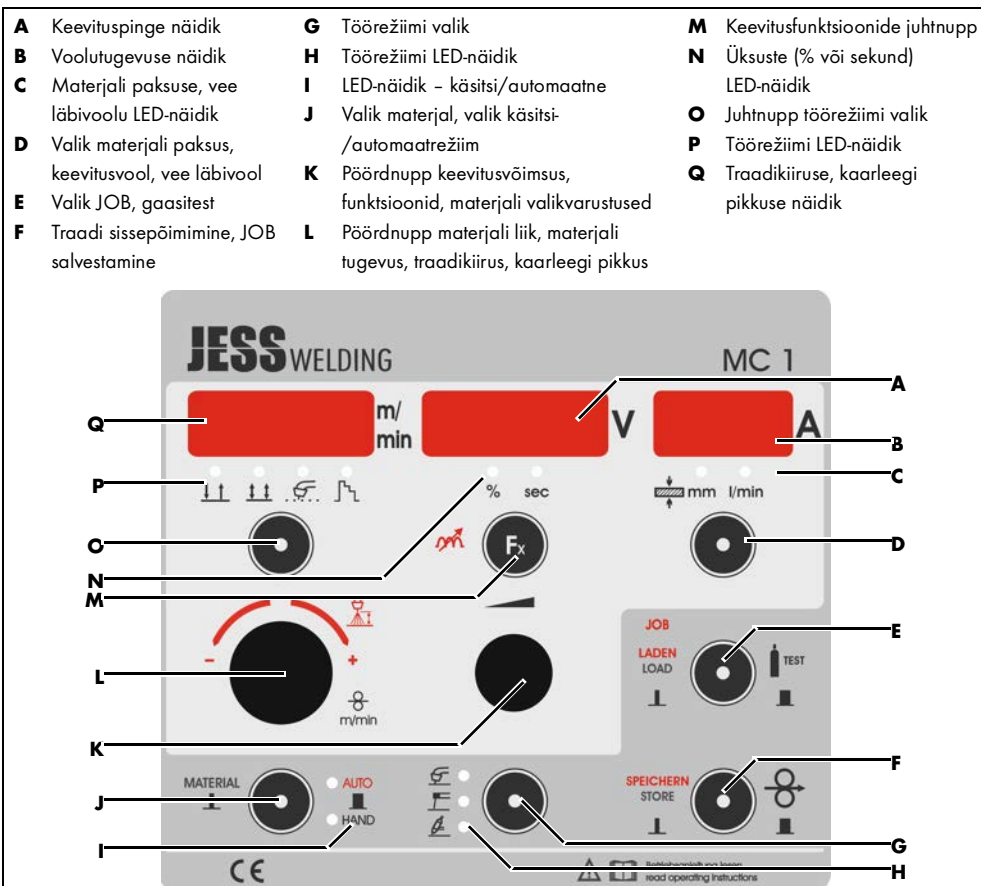 A Keevituspinge näidik
B Voolutugevuse näidik
C Materjali paksuse, vee
läbivoolu LED-näidik
D Valik materjali paksus,
keevitusvool, vee läbivool
E Valik JOB, gaasitest
F Traadi sissepõimimine, JOB
salvestamine
G Töörežiimi valik
H Töörežiimi LED-näidik
I LED-näidik – käsitsi/automaatne
J Valik materjal, valik käsitsi-
/automaatrežiim
K Pöördnupp keevitusvõimsus,
funktsioonid, materjali valikvarustused
L Pöördnupp materjali liik, materjali
tugevus, traadikiirus, kaarleegi pikkus
M Keevitusfunktsioonide juhtnupp
N Üksuste (% või sekund)
LED-näidik
O Juhtnupp töörežiimi valik
P Töörežiimi LED-näidik
Q Traadikiiruse, kaarleegi
pikkuse näidik
JESS WELDING
MC 1
A
Q
m/
min
V
A
B
P
% sec
mm l/min
C
O
Fx
D
N
M
JOB
LADEN
LOAD
TEST
E
L
- +
m/min
K
MATERIAL
AUTO
HAND
SPEICHERN
STORE
F
J
I
G
H
CE
Betriebsanleitung lesen
read operating instructions